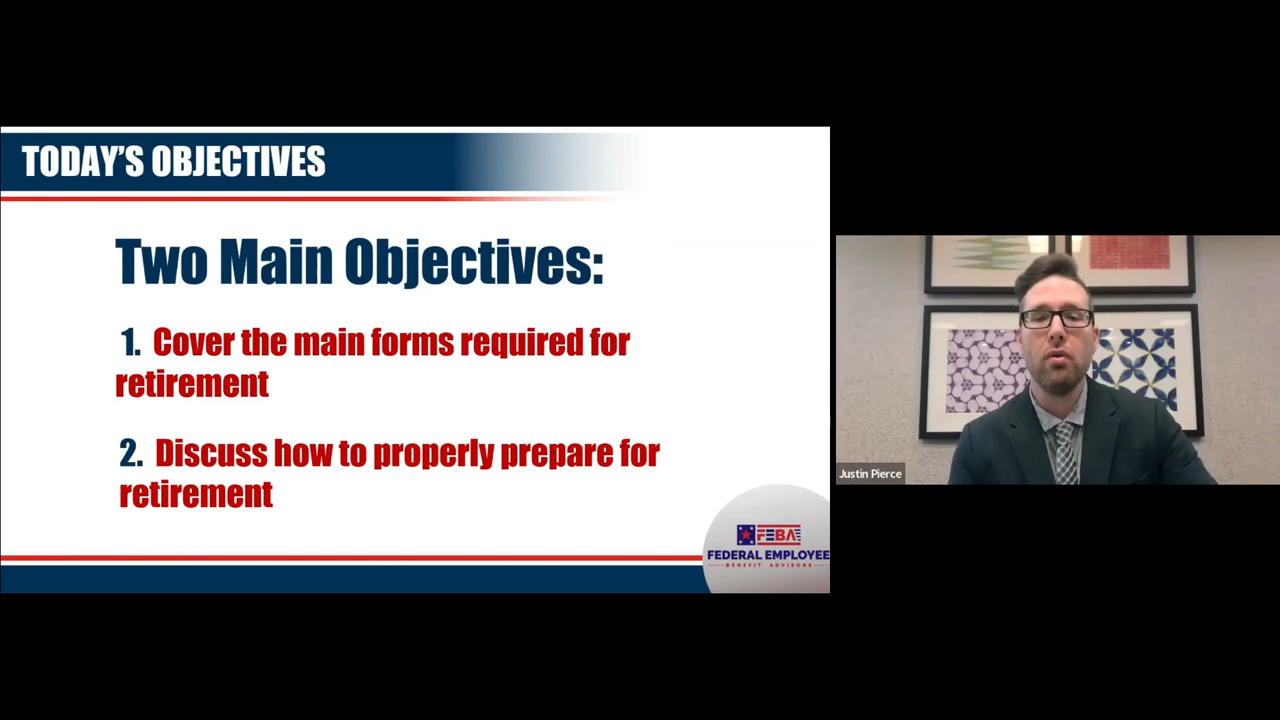 TODAY'S OBJECTIVES
Two Main Objectives:
1. Cover the main forms required for
retirement
2. Discuss how to properly prepare for
retirement
FEBA
FEDERAL EMPLOYEE
BENEFIT ADVISORS
Justin Pierce